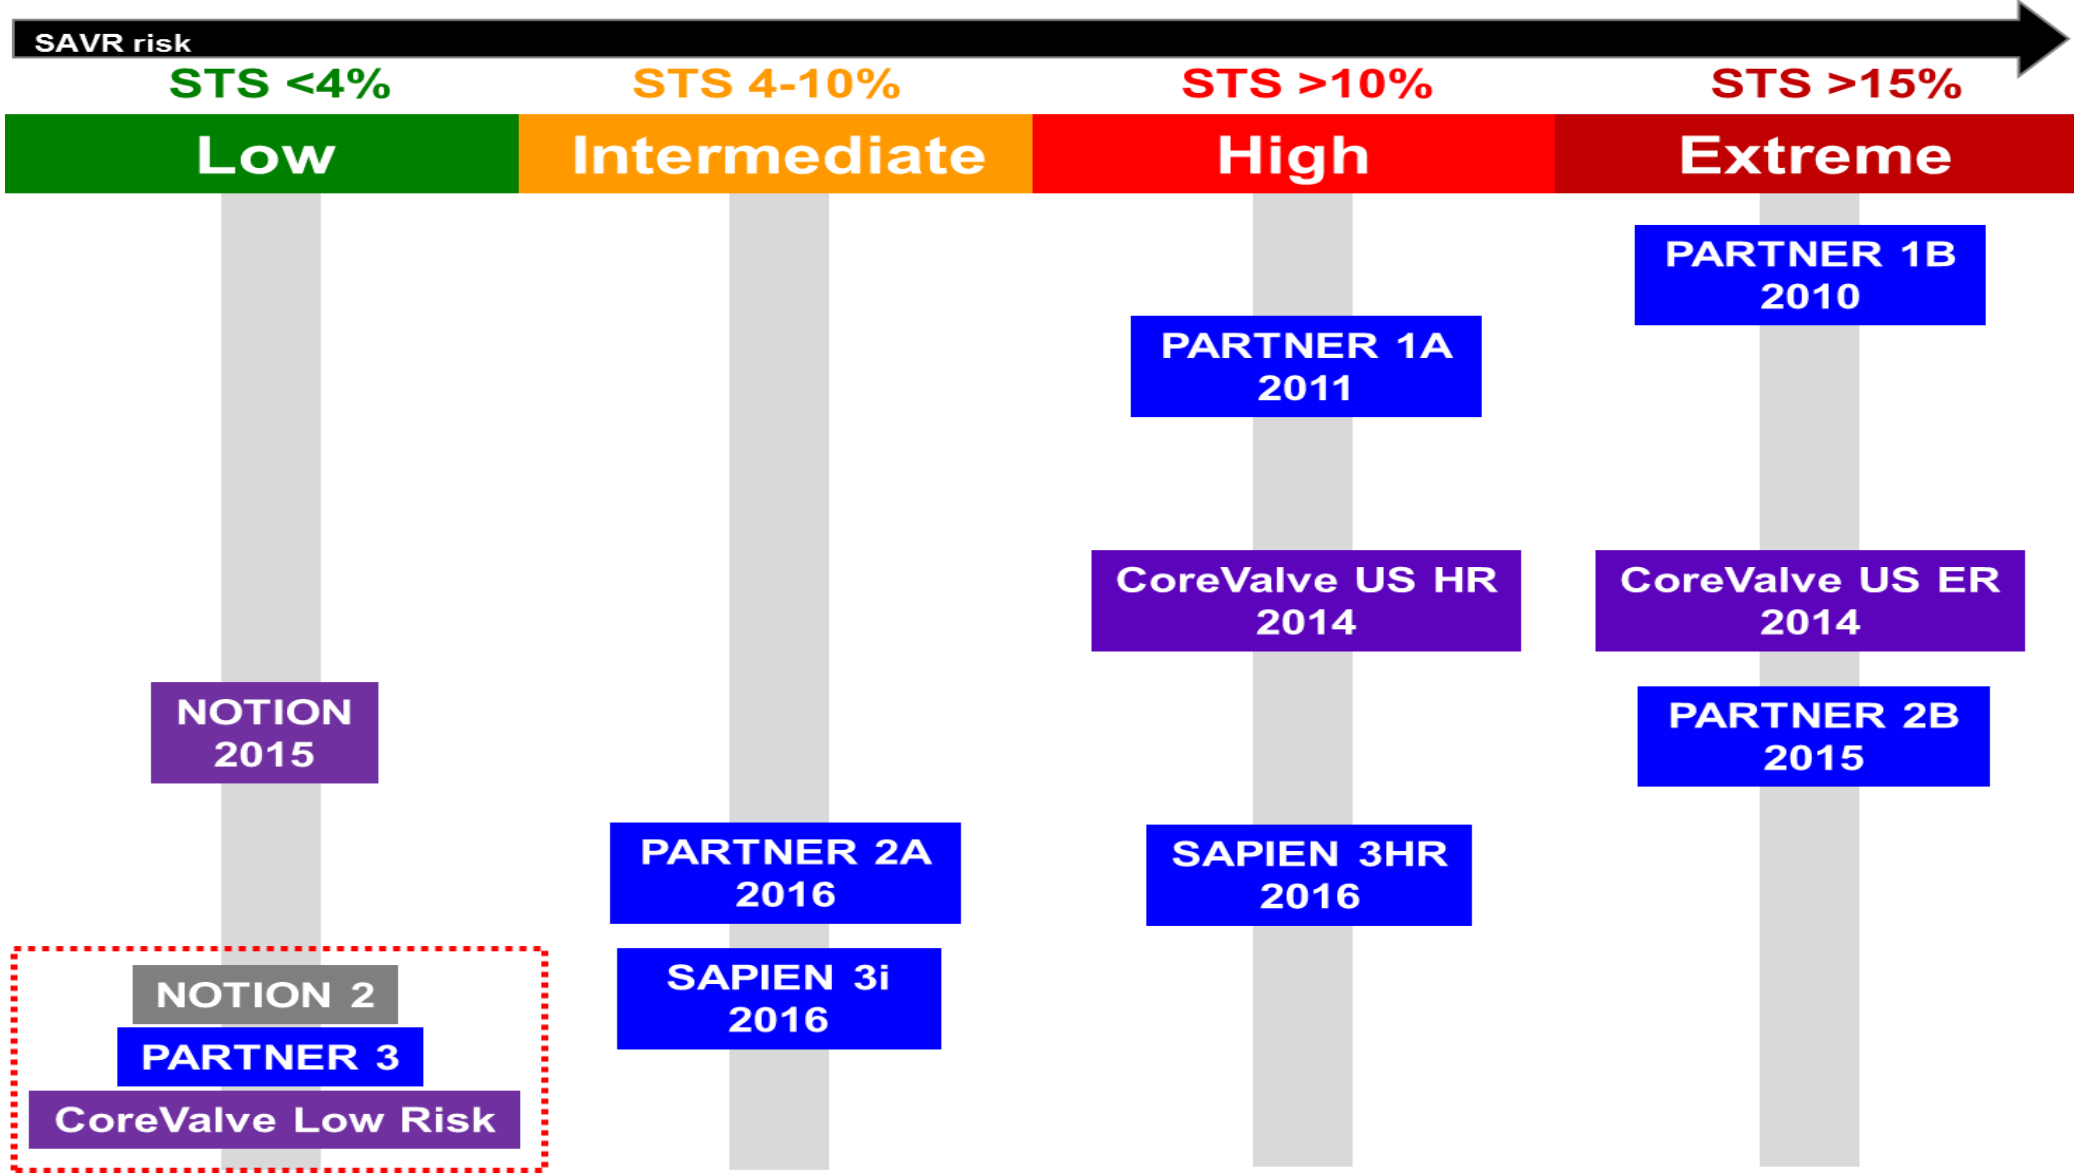 SAVR risk
STS <4%
STS 4-10%
STS >10%
STS >15%
Low
Intermediate
High
Extreme
PARTNER 1B
2010
PARTNER 1A
2011
CoreValve US HR
2014
CoreValve US ER
2014
NOTION
2015
PARTNER 2B
2015
PARTNER 2A
2016
SAPIEN 3HR
2016
SAPIEN 3i
2016
NOTION 2
PARTNER 3
CoreValve Low Risk